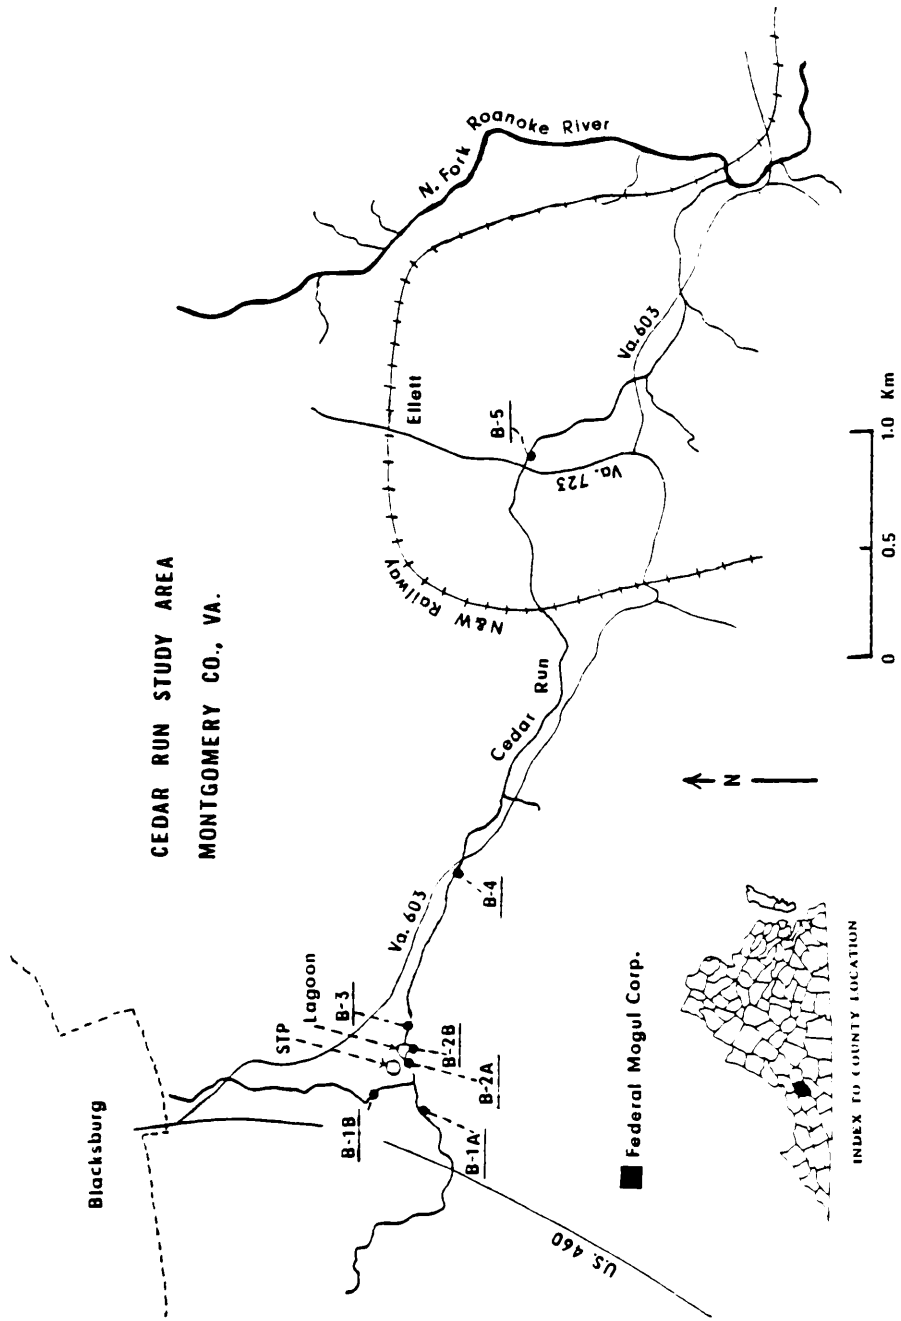 CEDAR RUN STUDY AREA
MONTGOMERY CO., VA.
Blacksburg
STP
Lagoon
B-3
Va. 603
B-1B
B-1A
B-2A
B-2B
B-4
U.S. 460
Cedar Run
N&W Railway
Ellett
B-5
Va. 723
Va. 603
N. Fork Roanoke River
Federal Mogul Corp.
INDEX TO COUNTY LOCATION
N
0 0.5 1.0 Km